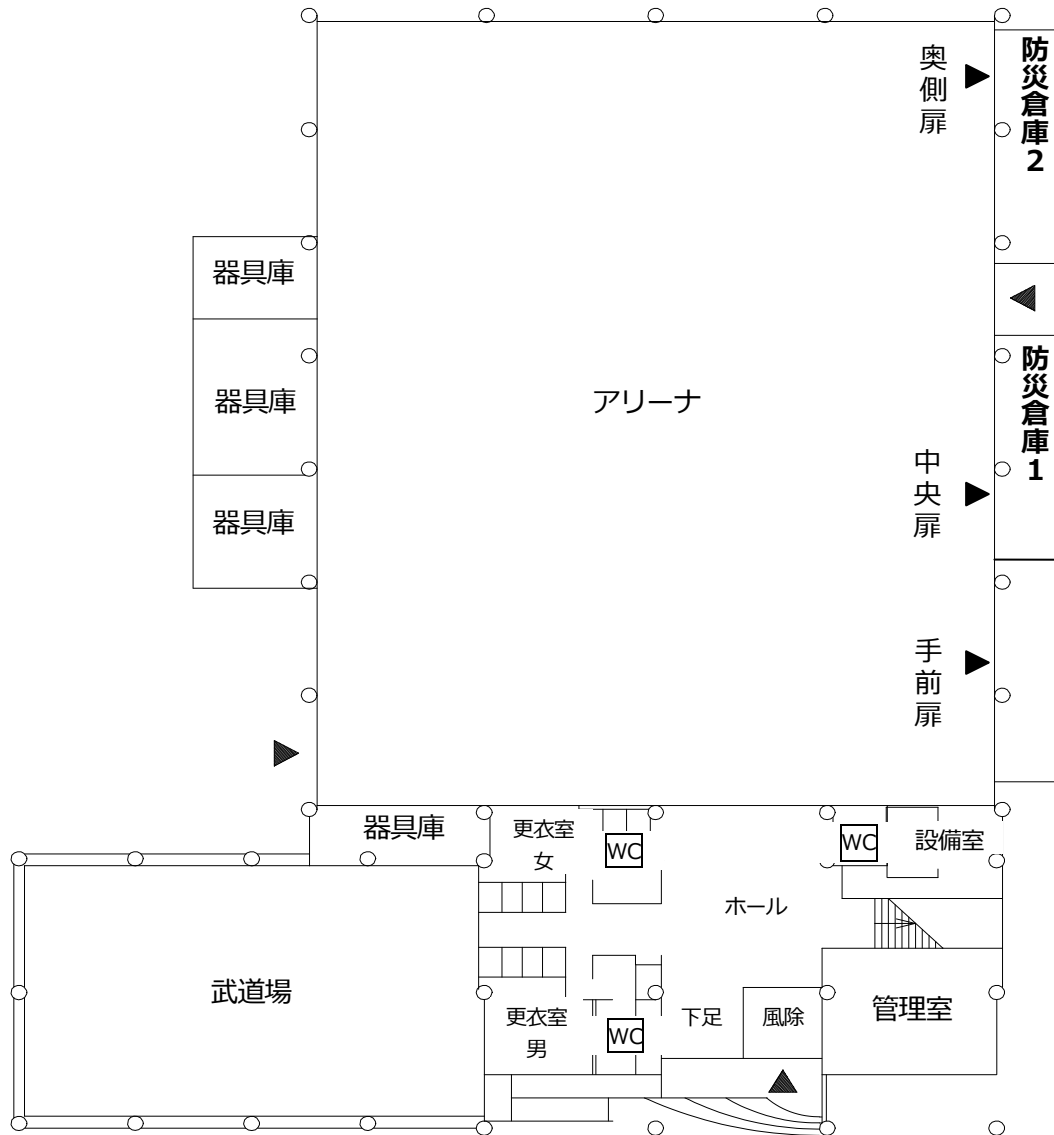 奥側扉
防災倉庫2
器具庫
器具庫
アリーナ
防災倉庫1
中央扉
器具庫
手前扉
器具庫
更衣室
女
WC
WC
設備室
ホール
武道場
更衣室
男
WC
下足
風除
管理室